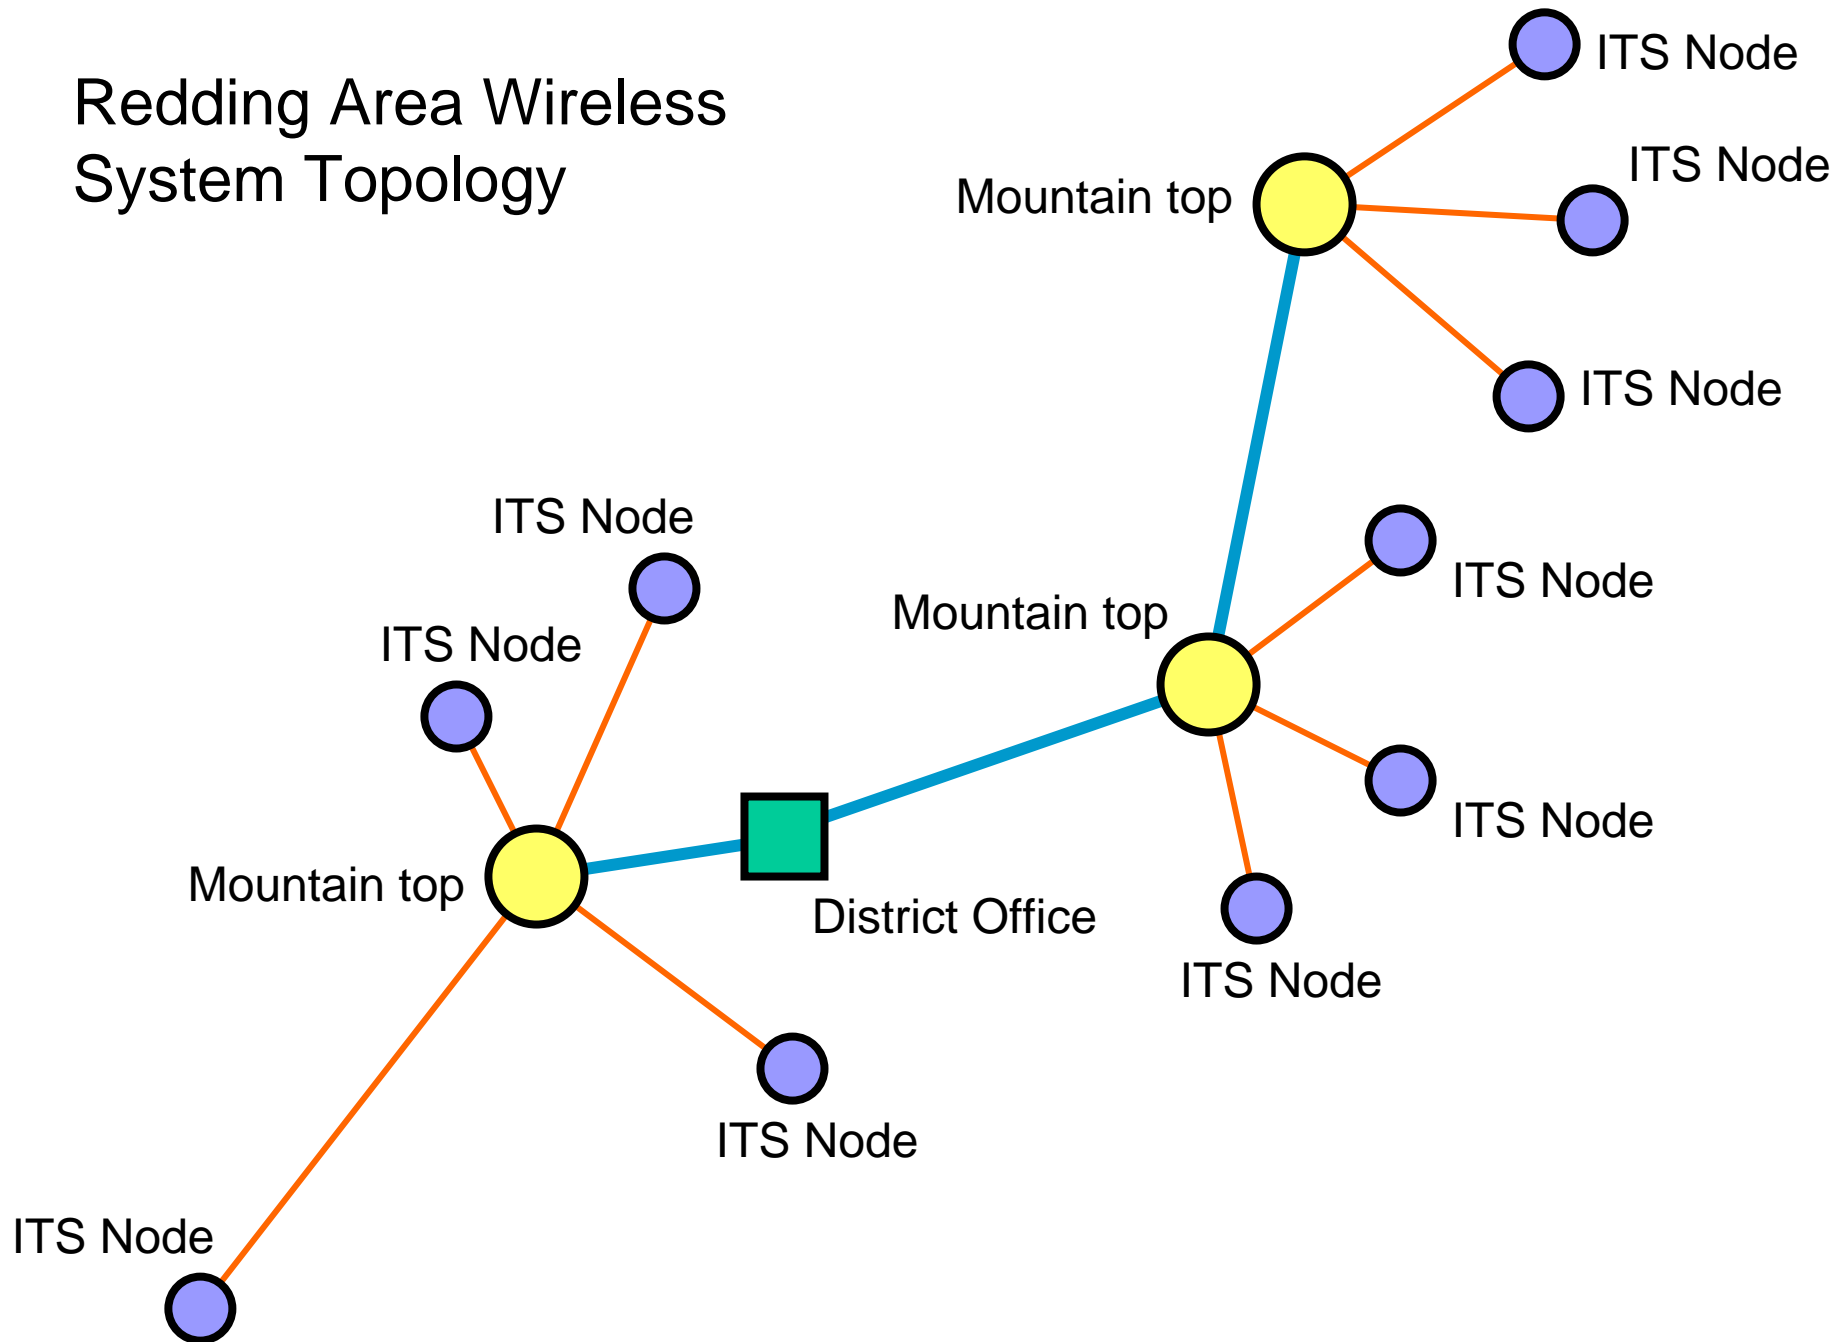 Redding Area Wireless
System Topology
ITS Node
ITS Node
Mountain top
ITS Node
ITS Node
ITS Node
Mountain top
ITS Node
ITS Node
Mountain top
District Office
ITS Node
ITS Node
ITS Node
ITS Node